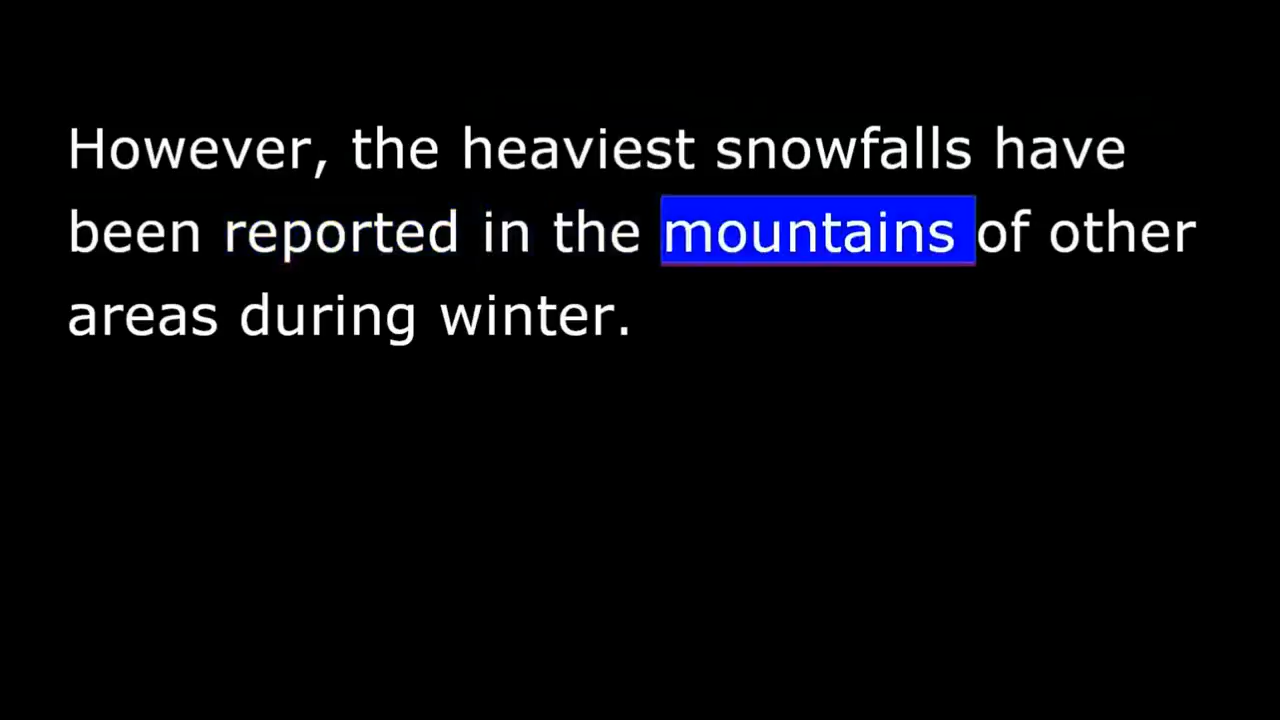 However, the heaviest snowfalls have
been reported in the mountains of other
areas during winter.